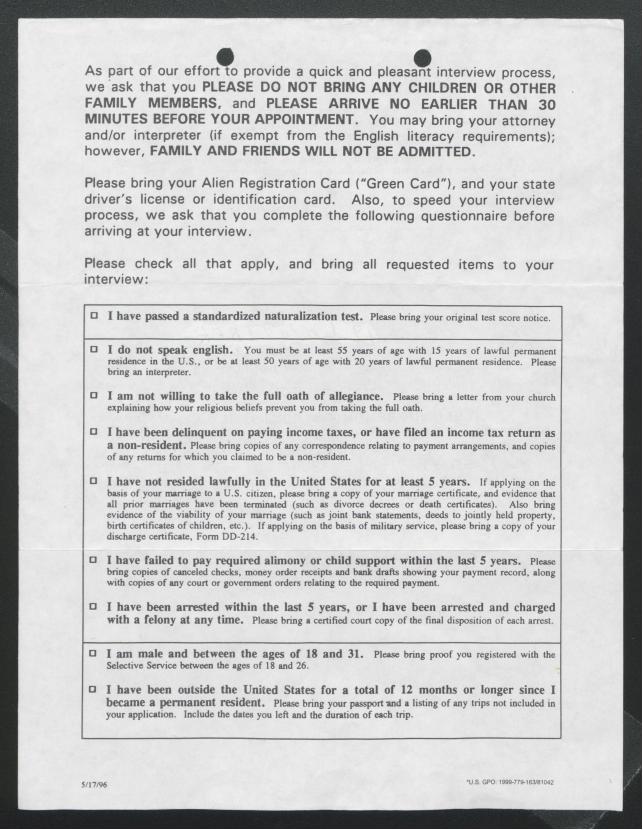 As part of our effort to provide a quick and pleasant interview process,
we ask that you PLEASE DO NOT BRING ANY CHILDREN OR OTHER
FAMILY MEMBERS, and PLEASE ARRIVE NO EARLIER THAN 30
MINUTES BEFORE YOUR APPOINTMENT. You may bring your attorney
and/or interpreter (if exempt from the English literacy requirements);
however, FAMILY AND FRIENDS WILL NOT BE ADMITTED.
Please bring your Alien Registration Card ("Green Card"), and your state
driver's license or identification card. Also, to speed your interview
process, we ask that you complete the following questionnaire before
arriving at your interview.
Please check all that apply, and bring all requested items to your
interview:
I have passed a standardized naturalization test. Please bring your original test score notice.
I do not speak english. You must be at least 55 years of age with 15 years of lawful permanent
residence in the U.S., or be at least 50 years of age with 20 years of lawful permanent residence. Please
bring an interpreter.
I am not willing to take the full oath of allegiance. Please bring a letter from your church
explaining how your religious beliefs prevent you from taking the full oath.
I have been delinquent on paying income taxes, or have filed an income tax return as
a non-resident. Please bring copies of any correspondence relating to payment arrangements, and copies
of any returns for which you claimed to be a non-resident.
I have not resided lawfully in the United States for at least 5 years. If applying on the
basis of your marriage to a U.S. citizen, please bring a copy of your marriage certificate, and evidence that
all prior marriages have been terminated (such as divorce decrees or death certificates). Also bring
evidence of the viability of your marriage (such as joint bank statements, deeds to jointly held property,
birth certificates of children, etc.). If applying on the basis of military service, please bring a copy of your
discharge certificate, Form DD-214.
I have failed to pay required alimony or child support within the last 5 years. Please
bring copies of canceled checks, money order receipts and bank drafts showing your payment record, along
with copies of any court or government orders relating to the required payment.
I have been arrested within the last 5 years, or I have been arrested and charged
with a felony at any time. Please bring a certified court copy of the final disposition of each arrest.
I am male and between the ages of 18 and 31. Please bring proof you registered with the
Selective Service between the ages of 18 and 26.
I have been outside the United States for a total of 12 months or longer since I
became a permanent resident. Please bring your passport and a listing of any trips not included in
your application. Include the dates you left and the duration of each trip.
5/17/96
*U.S. GPO: 1999-779-163/81042